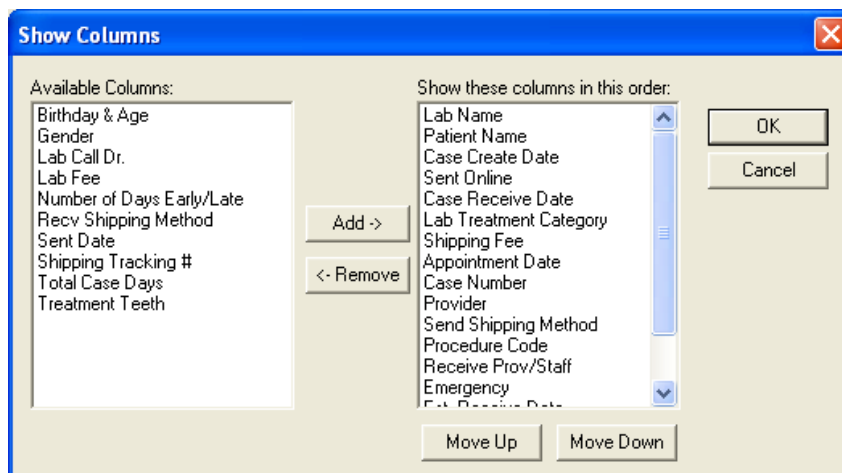 Show Columns
Available Columns:
Birthday & Age
Gender
Lab Call Dr.
Lab Fee
Number of Days Early/Late
Recv Shipping Method
Sent Date
Shipping Tracking #
Total Case Days
Treatment Teeth
Add ->
<- Remove
Show these columns in this order:
Lab Name
Patient Name
Case Create Date
Sent Online
Case Receive Date
Lab Treatment Category
Shipping Fee
Appointment Date
Case Number
Provider
Send Shipping Method
Procedure Code
Receive Prov/Staff
Emergency
Est. Receive Date
Move Up
Move Down
OK
Cancel